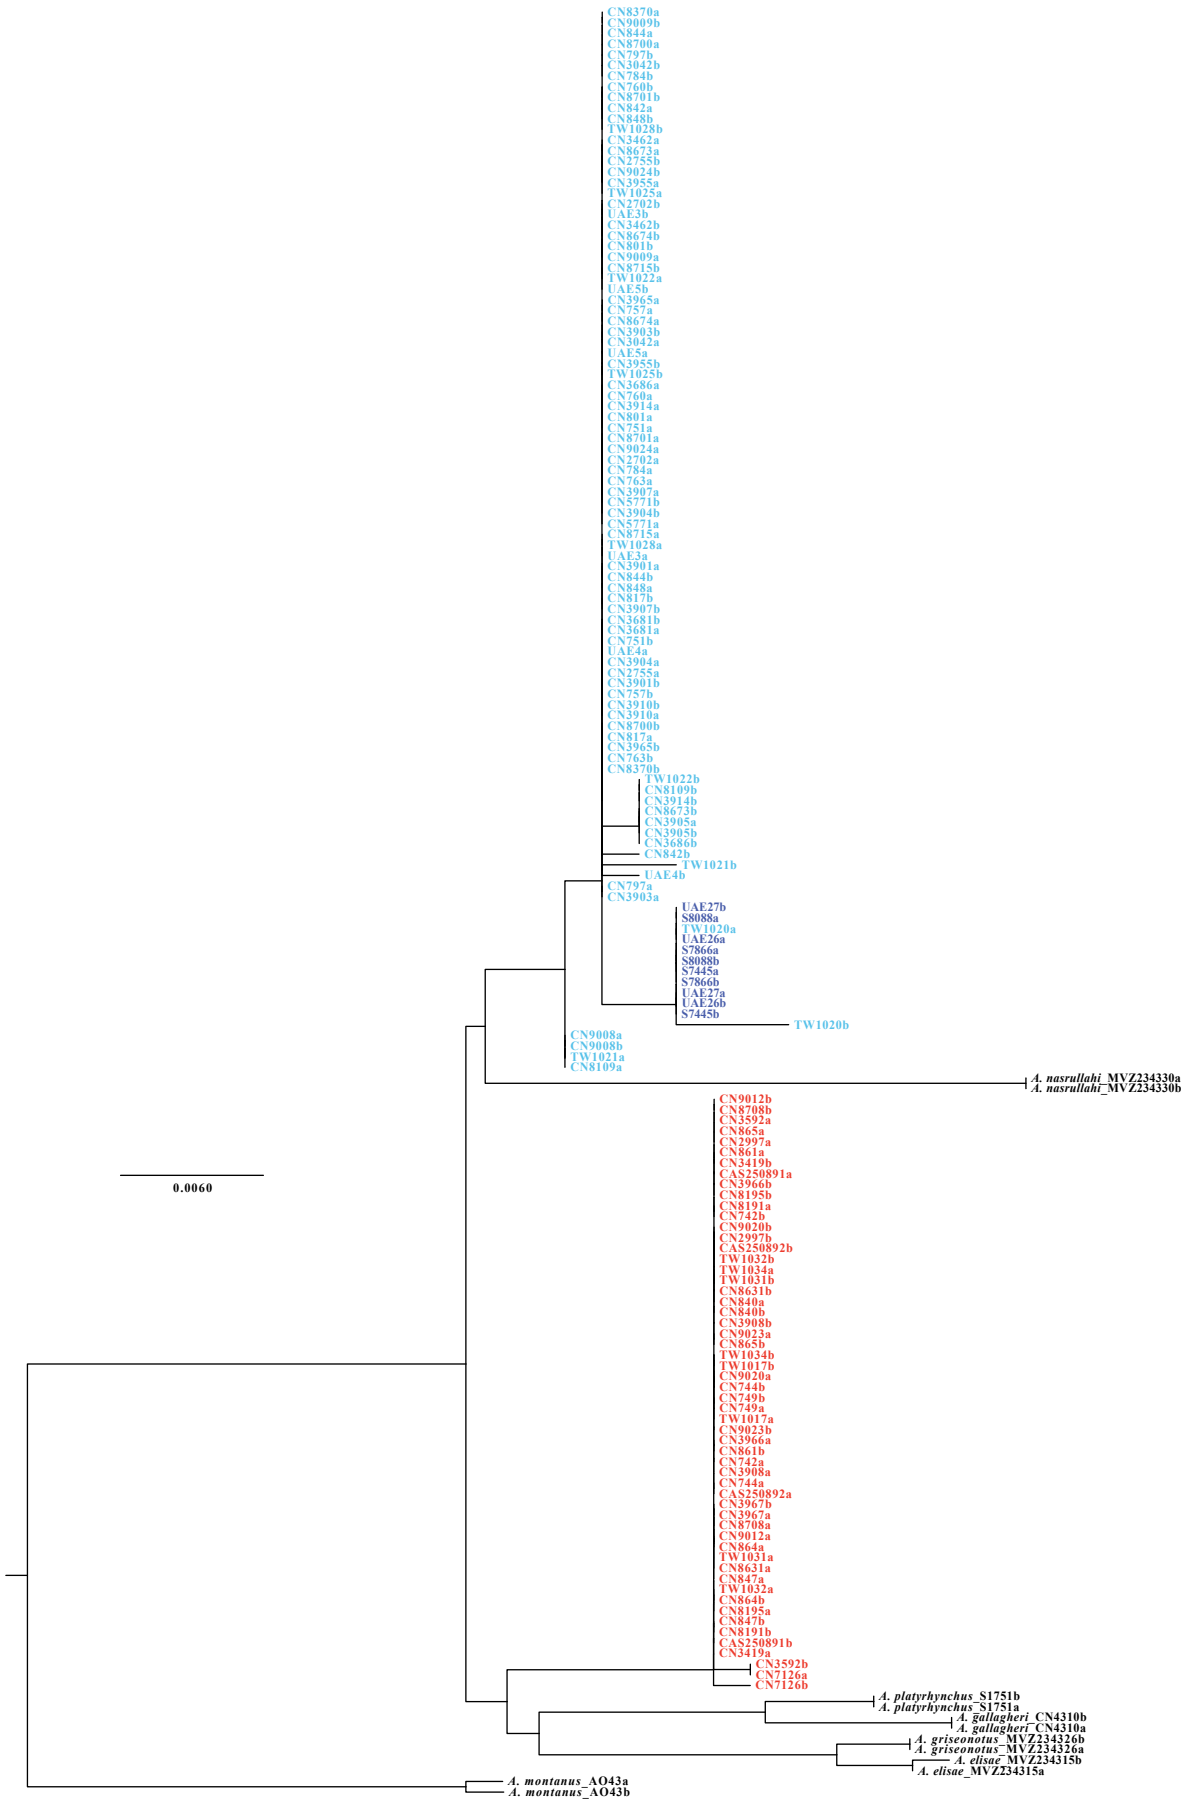 CN8370a
CN9009b
CN844a
CN8700a
CN797b
CN3042b
CN784b
CN760b
CN8701b
CN842a
CN848b
TW1028b
CN3462a
CN8673a
CN2755b
CN9024b
CN3955a
TW1025a
CN2702b
UAE3b
CN3462b
CN8674b
CN801b
CN9009a
CN8715b
TW1022a
UAE5b
CN3965a
CN757a
CN8674a
CN3903b
CN3042a
UAE5a
CN3955b
TW1025b
CN3686a
CN760a
CN3914a
CN801a
CN751a
CN8701a
CN9024a
CN2702a
CN784a
CN763a
CN3907a
CN5771b
CN3904b
CN5771a
CN8715a
TW1028a
UAE3a
CN3901a
CN844b
CN848a
CN817b
CN3907b
CN3681b
CN3681a
CN751b
UAE4a
CN3904a
CN2755a
CN3901b
CN757b
CN3910b
CN3910a
CN8700b
CN817a
CN3965b
CN763b
CN8370b
TW1022b
CN8109b
CN3914b
CN8673b
CN3905a
CN3905b
CN3686b
CN842b
TW1021b
UAE4b
CN797a
CN3903a
UAE27b
S8088a
TW1020a
UAE26a
S7866a
S8088b
S7445a
S7866b
UAE27a
UAE26b
S7445b
TW1020b
CN9008a
CN9008b
TW1021a
CN8109a
A. nasrullahi_MVZ234330a
A. nasrullahi_MVZ234330b
CN9012b
CN8708b
CN3592a
CN865a
CN2997a
CN861a
CN3419b
CAS250891a
CN3966b
CN8195b
CN8191a
CN742b
CN9020b
CN2997b
CAS250892b
TW1032b
TW1034a
TW1031b
CN8631b
CN840a
CN840b
CN3908b
CN9023a
CN865b
TW1034b
TW1017b
CN9020a
CN744b
CN749b
CN749a
TW1017a
CN9023b
CN3966a
CN861b
CN742a
CN3908a
CN744a
CAS250892a
CN3967b
CN3967a
CN8708a
CN9012a
CN864a
TW1031a
CN8631a
CN847a
TW1032a
CN864b
CN8195a
CN847b
CN8191b
CAS250891b
CN3419a
CN3592b
CN7126a
CN7126b
A. platyrhynchus_S1751b
A. platyrhynchus_S1751a
A. gallagheri_CN4310b
A. gallagheri_CN4310a
A. griseonotus_MVZ234326b
A. griseonotus_MVZ234326a
A. elisae_MVZ234315b
A. elisae_MVZ234315a
A. montanus_AO43a
A. montanus_AO43b
0.0060